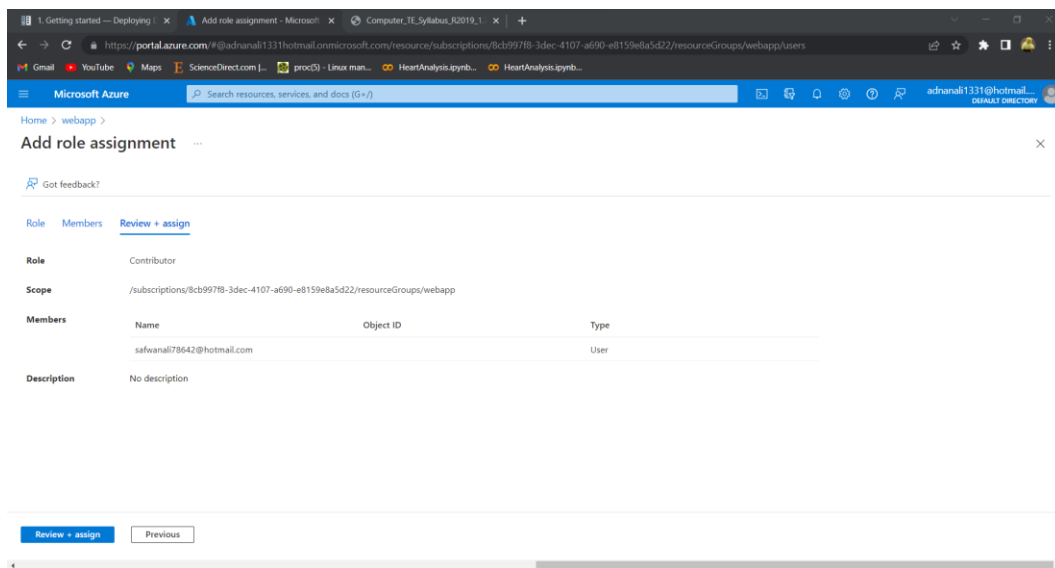 1. Getting started — Deploying
Add role assignment - Microsoft
Computer_TE_Syllabus_R2019_1
https://portal.azure.com/#@adnanali1331hotmail.onmicrosoft.com/resource/subscriptions/8cb997f8-3dec-4107-a690-e8159e8a5d22/resourceGroups/webapp/users
Gmail YouTube Maps ScienceDirect.com |... proc(5) - Linux man... HeartAnalysis.ipynb... HeartAnalysis.ipynb...
Microsoft Azure
Search resources, services, and docs (G+/)
adnanali1331@hotmail....
DEFAULT DIRECTORY
Home > webapp >
Add role assignment ...
Got feedback?
Role Members Review + assign
Role Contributor
Scope /subscriptions/8cb997f8-3dec-4107-a690-e8159e8a5d22/resourceGroups/webapp
Members
Name Object ID Type
safwanali78642@hotmail.com User
Description No description
Review + assign Previous